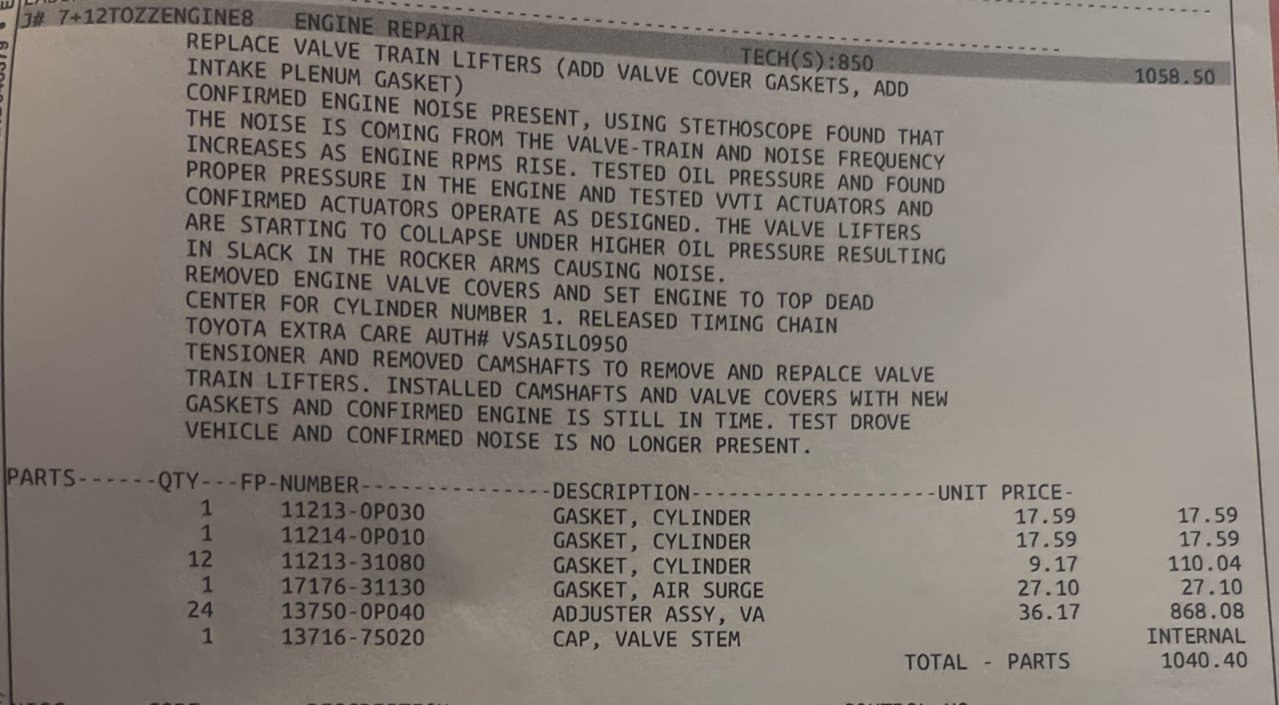 J# 7+12TOZZENGINE8 ENGINE REPAIR TECH(S):850 1058.50
REPLACE VALVE TRAIN LIFTERS (ADD VALVE COVER GASKETS, ADD
INTAKE PLENUM GASKET)
CONFIRMED ENGINE NOISE PRESENT, USING STETHOSCOPE FOUND THAT
THE NOISE IS COMING FROM THE VALVE-TRAIN AND NOISE FREQUENCY
INCREASES AS ENGINE RPMS RISE. TESTED OIL PRESSURE AND FOUND
PROPER PRESSURE IN THE ENGINE AND TESTED VVTI ACTUATORS AND
CONFIRMED ACTUATORS OPERATE AS DESIGNED. THE VALVE LIFTERS
ARE STARTING TO COLLAPSE UNDER HIGHER OIL PRESSURE RESULTING
IN SLACK IN THE ROCKER ARMS CAUSING NOISE.
REMOVED ENGINE VALVE COVERS AND SET ENGINE TO TOP DEAD
CENTER FOR CYLINDER NUMBER 1. RELEASED TIMING CHAIN
TOYOTA EXTRA CARE AUTH# VSA5IL0950
TENSIONER AND REMOVED CAMSHAFTS TO REMOVE AND REPALCE VALVE
TRAIN LIFTERS. INSTALLED CAMSHAFTS AND VALVE COVERS WITH NEW
GASKETS AND CONFIRMED ENGINE IS STILL IN TIME. TEST DROVE
VEHICLE AND CONFIRMED NOISE IS NO LONGER PRESENT.
PARTS------QTY---FP-NUMBER---------------DESCRIPTION-------------------UNIT PRICE-
1 11213-0P030 GASKET, CYLINDER 17.59 17.59
1 11214-0P010 GASKET, CYLINDER 17.59 17.59
12 11213-31080 GASKET, CYLINDER 9.17 110.04
1 17176-31130 GASKET, AIR SURGE 27.10 27.10
24 13750-0P040 ADJUSTER ASSY, VA 36.17 868.08
1 13716-75020 CAP, VALVE STEM INTERNAL
TOTAL - PARTS 1040.40